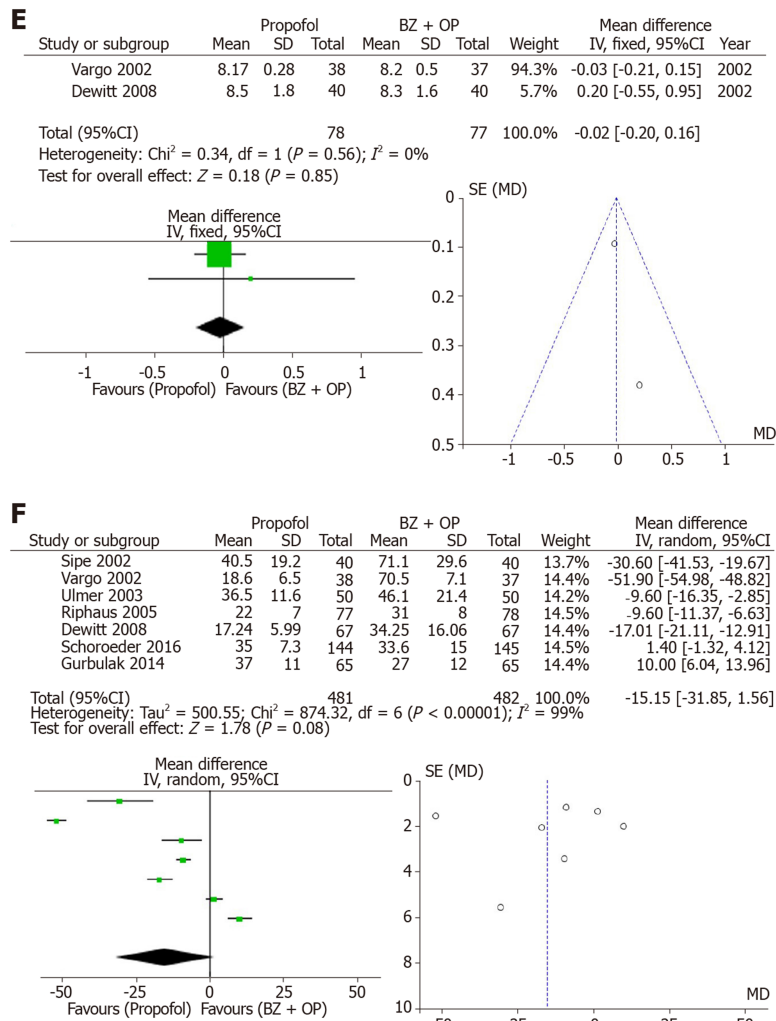 E
Propofol BZ + OP Mean difference
Study or subgroup Mean SD Total Mean SD Total Weight IV, fixed, 95%CI Year
Vargo 2002 8.17 0.28 38 8.2 0.5 37 94.3% -0.03 [-0.21, 0.15] 2002
Dewitt 2008 8.5 1.8 40 8.3 1.6 40 5.7% 0.20 [-0.55, 0.95] 2002
Total (95%CI) 78 77 100.0% -0.02 [-0.20, 0.16]
Heterogeneity: Chi² = 0.34, df = 1 (P = 0.56); I² = 0%
Test for overall effect: Z = 0.18 (P = 0.85)
Mean difference
IV, fixed, 95%CI
-1 -0.5 0 0.5 1
Favours (Propofol) Favours (BZ + OP)
SE (MD)
0
0.1
0.2
0.3
0.4
0.5
MD
-1 -0.5 0 0.5 1
F
Propofol BZ + OP Mean difference
Study or subgroup Mean SD Total Mean SD Total Weight IV, random, 95%CI
Sipe 2002 40.5 19.2 40 71.1 29.6 40 13.7% -30.60 [-41.53, -19.67]
Vargo 2002 18.6 6.5 38 70.5 7.1 37 14.4% -51.90 [-54.98, -48.82]
Ulmer 2003 36.5 11.6 50 46.1 21.4 50 14.2% -9.60 [-16.35, -2.85]
Riphaus 2005 22 7 77 31 8 78 14.5% -9.60 [-11.37, -6.63]
Dewitt 2008 17.24 5.99 67 34.25 16.06 67 14.4% -17.01 [-21.11, -12.91]
Schoroeder 2016 35 7.3 144 33.6 15 145 14.5% 1.40 [-1.32, 4.12]
Gurbulak 2014 37 11 65 27 12 65 14.4% 10.00 [6.04, 13.96]
Total (95%CI) 481 482 100.0% -15.15 [-31.85, 1.56]
Heterogeneity: Tau² = 500.55; Chi² = 874.32, df = 6 (P < 0.00001); I² = 99%
Test for overall effect: Z = 1.78 (P = 0.08)
Mean difference
IV, random, 95%CI
-50 -25 0 25 50
Favours (Propofol) Favours (BZ + OP)
SE (MD)
0
2
4
6
8
10
MD